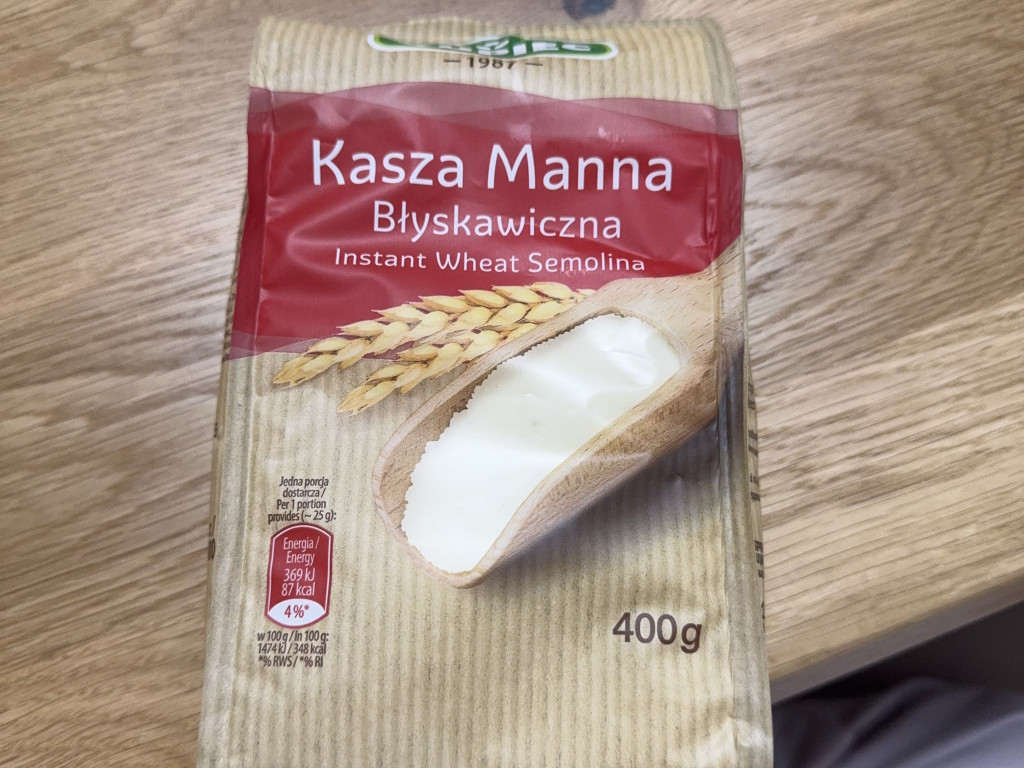 — 1987 —
Kasza Manna
Błyskawiczna
Instant Wheat Semolina
Jedna porcja
dostarcza /
Per 1 portion
provides (~ 25 g):
Energia /
Energy
369 kJ
87 kcal
4%*
w 100 g / in 100 g:
1474 kJ / 348 kcal
*% RWS / *% RI
400g